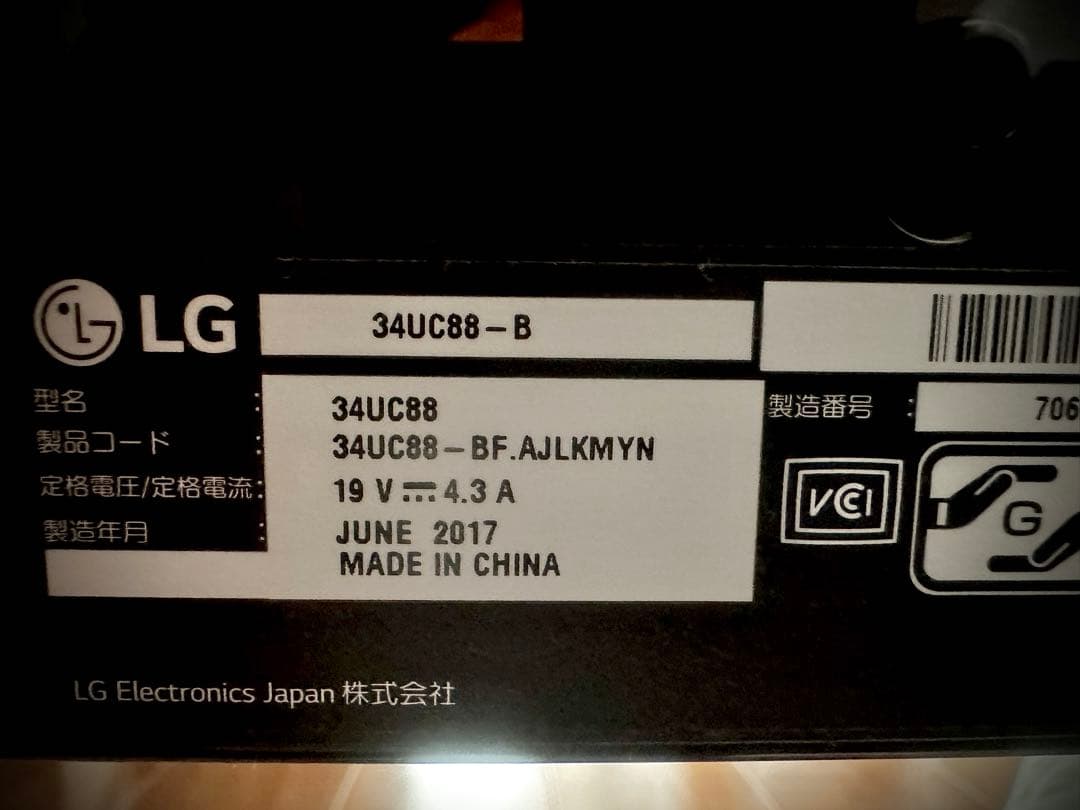 LG 34UC88-B
型名 : 34UC88
製品コード : 34UC88-BF.AJLKMYN
定格電圧/定格電流: 19 V⎓4.3 A
製造年月 : JUNE 2017
MADE IN CHINA
製造番号 : 706
VCCI
G
LG Electronics Japan 株式会社